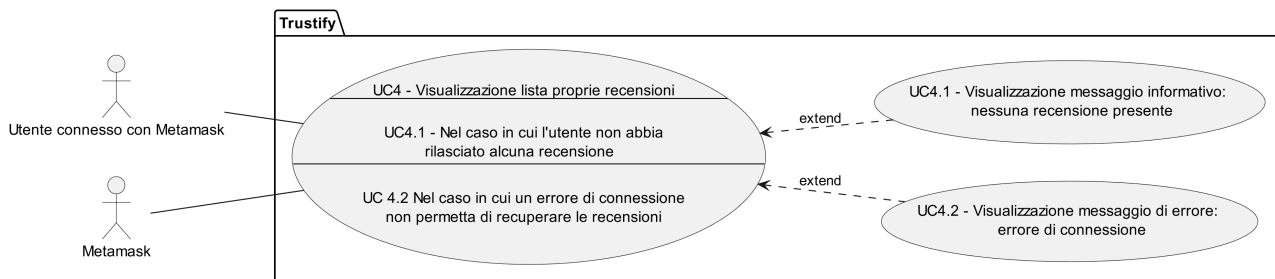 Trustify
Utente connesso con Metamask
Metamask
UC4 - Visualizzazione lista proprie recensioni
UC4.1 - Nel caso in cui l'utente non abbia
rilasciato alcuna recensione
UC 4.2 Nel caso in cui un errore di connessione
non permetta di recuperare le recensioni
extend
extend
UC4.1 - Visualizzazione messaggio informativo:
nessuna recensione presente
UC4.2 - Visualizzazione messaggio di errore:
errore di connessione